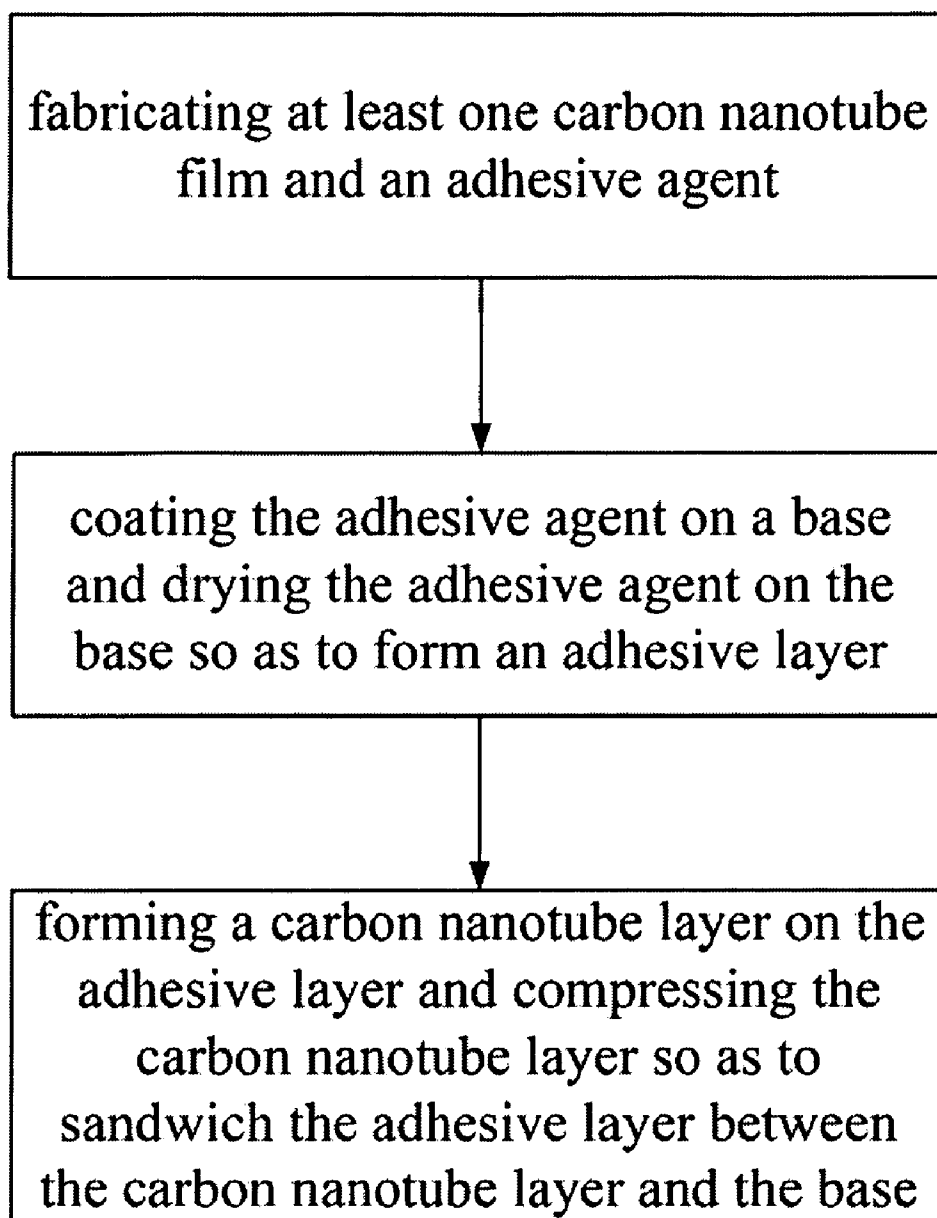 fabricating at least one carbon nanotube
film and an adhesive agent
coating the adhesive agent on a base
and drying the adhesive agent on the
base so as to form an adhesive layer
forming a carbon nanotube layer on the
adhesive layer and compressing the
carbon nanotube layer so as to
sandwich the adhesive layer between
the carbon nanotube layer and the base